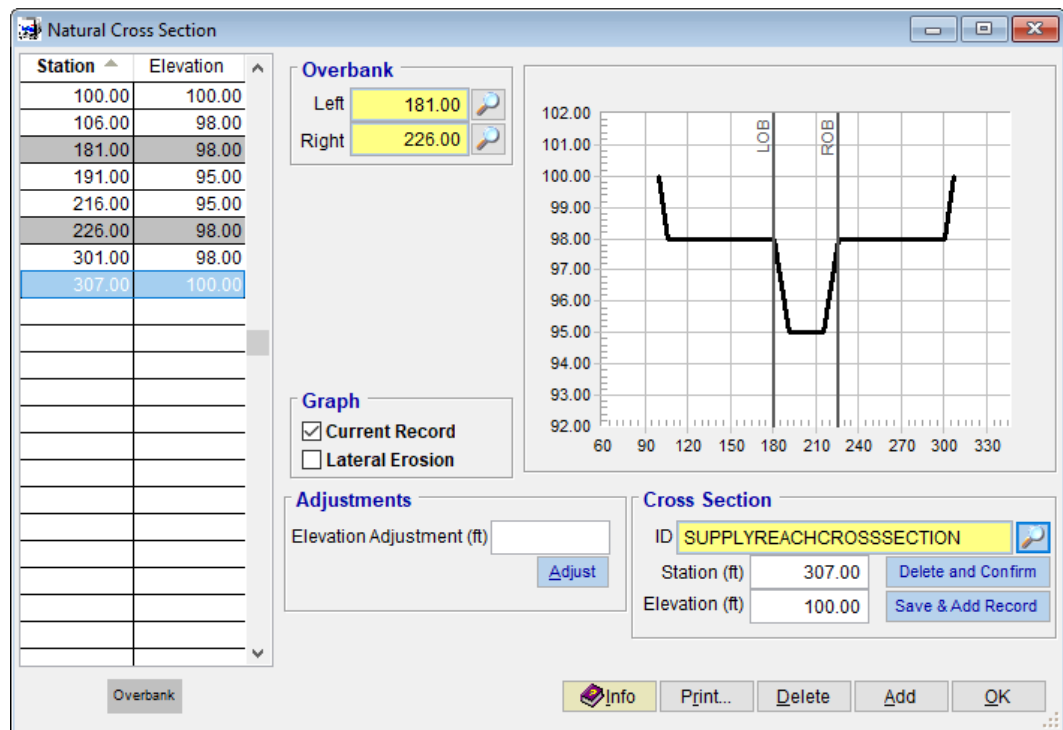 Natural Cross Section
Station Elevation
100.00 100.00
106.00 98.00
181.00 98.00
191.00 95.00
216.00 95.00
226.00 98.00
301.00 98.00
307.00 100.00
Overbank
Overbank
Left 181.00
Right 226.00
Graph
Current Record
Lateral Erosion
102.00
101.00
100.00
99.00
98.00
97.00
96.00
95.00
94.00
93.00
92.00
60 90 120 150 180 210 240 270 300 330
LOB
ROB
Adjustments
Elevation Adjustment (ft)
Adjust
Cross Section
ID SUPPLYREACHCROSSSECTION
Station (ft) 307.00 Delete and Confirm
Elevation (ft) 100.00 Save & Add Record
Info Print... Delete Add OK